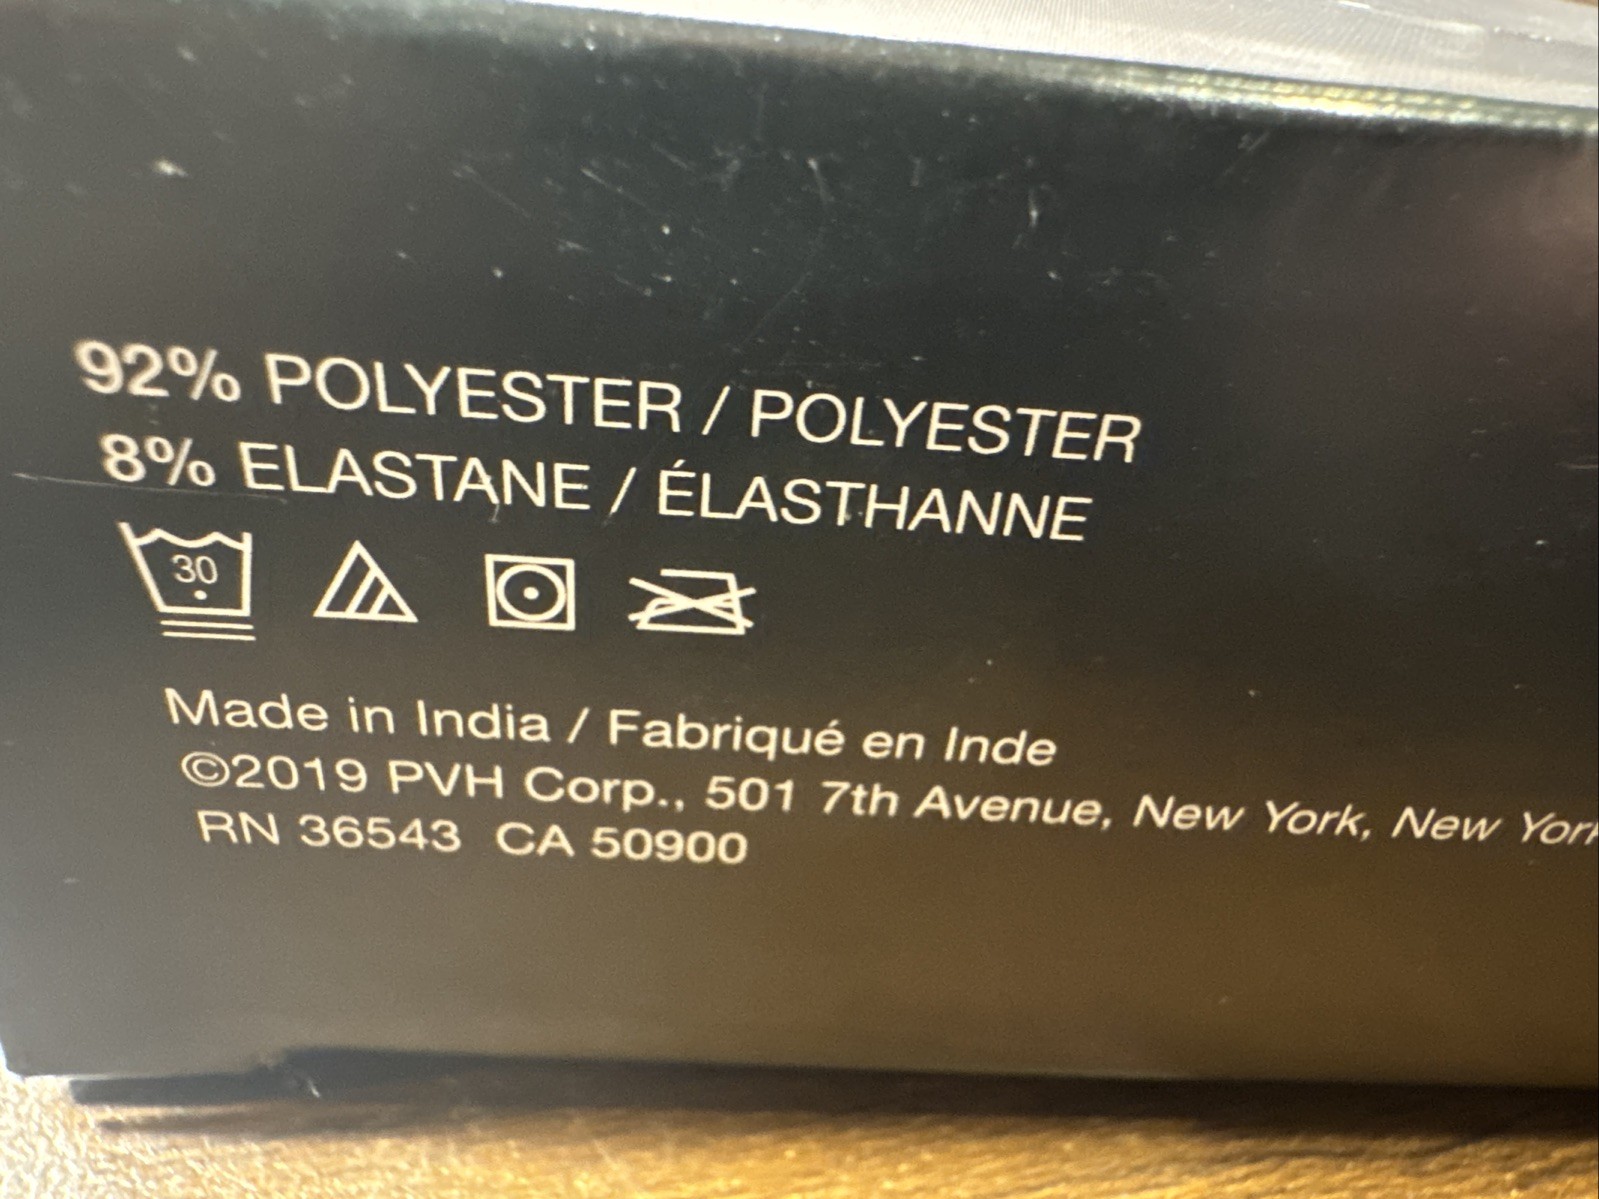 92% POLYESTER / POLYESTER
8% ELASTANE / ÉLASTHANNE
30
Made in India / Fabriqué en Inde
©2019 PVH Corp., 501 7th Avenue, New York, New York
RN 36543 CA 50900